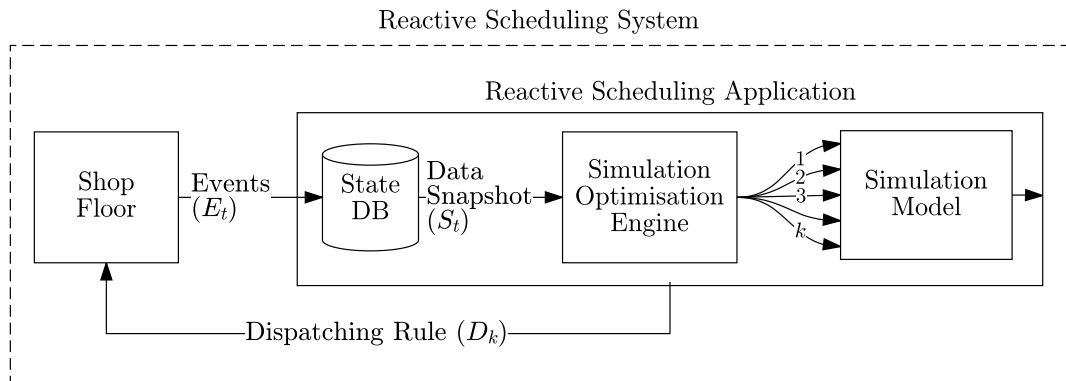 Reactive Scheduling System
Reactive Scheduling Application
Shop
Floor
Events
(E_t)
State
DB
Data
Snapshot
(S_t)
Simulation
Optimisation
Engine
1
2
3
k
Simulation
Model
Dispatching Rule (D_k)